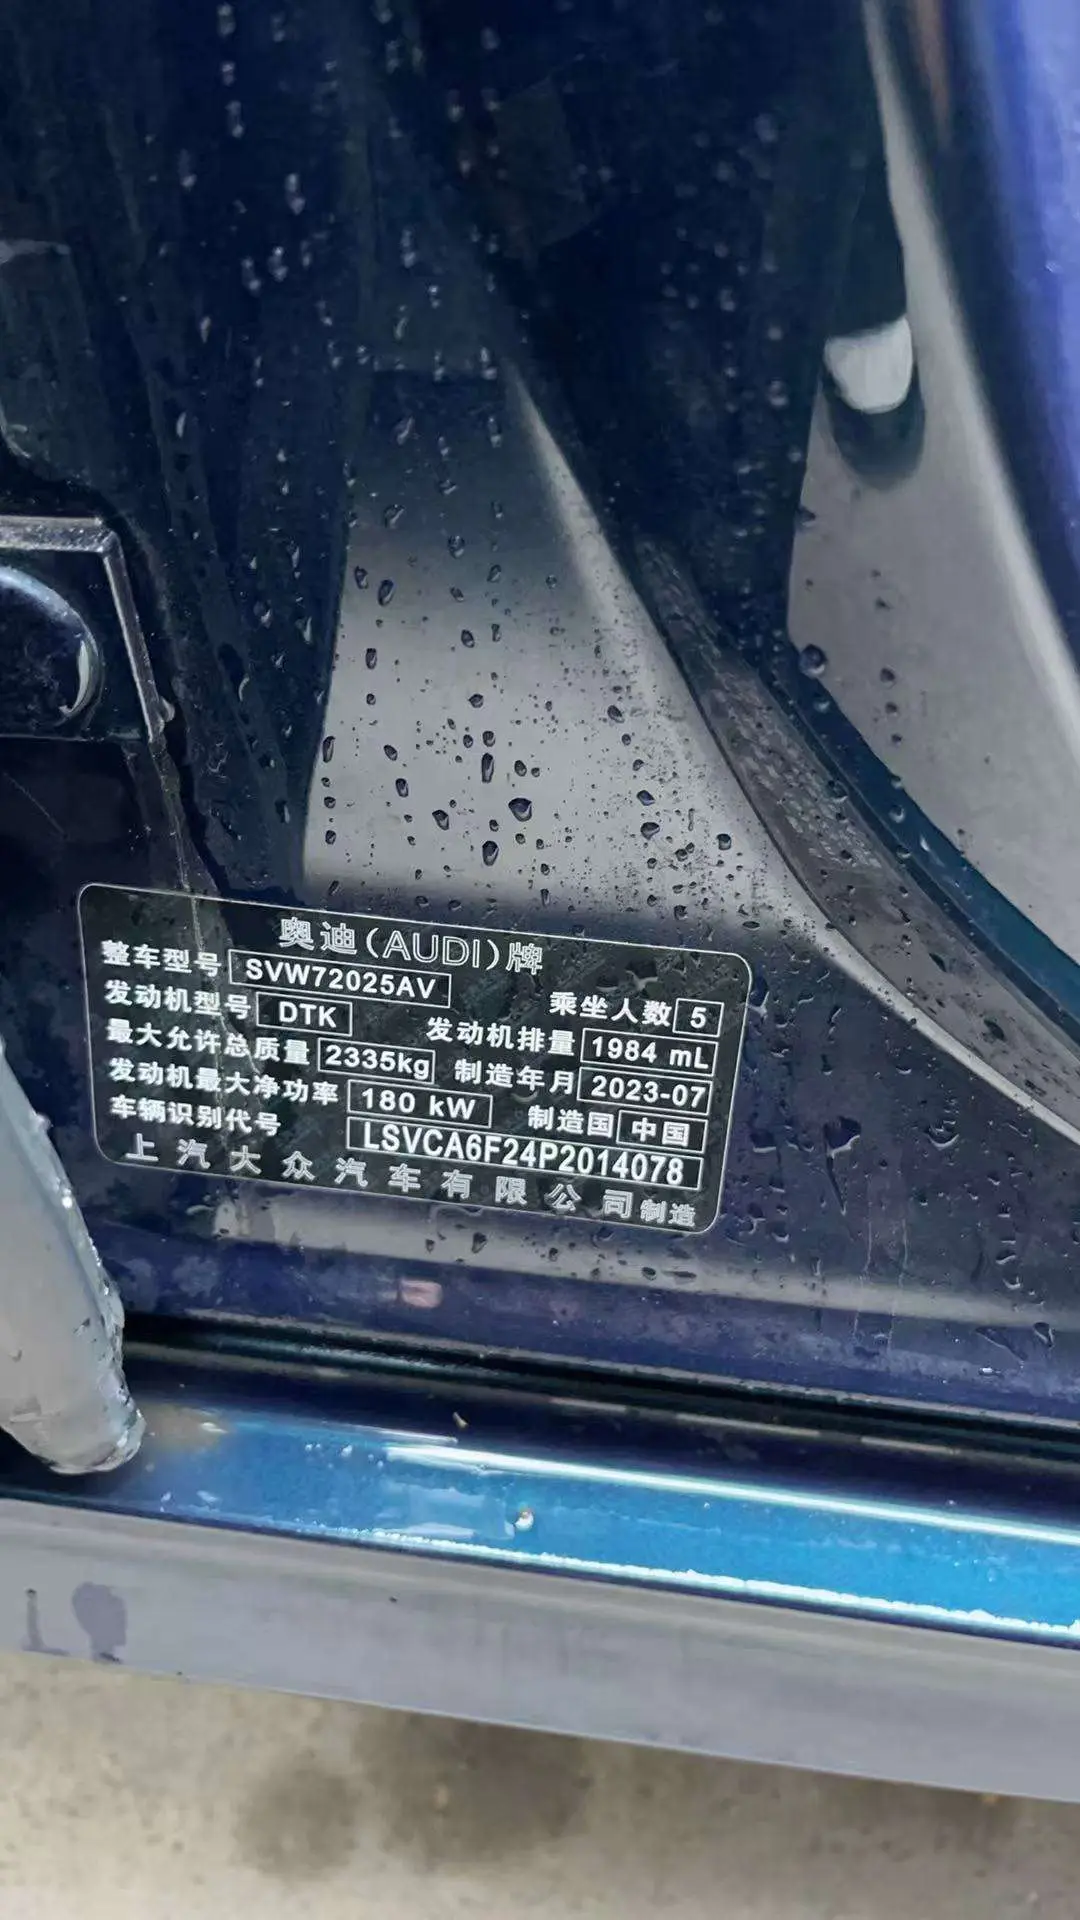 奥迪(AUDI)牌
整车型号 SVW72025AV 乘坐人数 5
发动机型号 DTK 发动机排量 1984 mL
最大允许总质量 2335kg 制造年月 2023-07
发动机最大净功率 180 kW 制造国 中国
车辆识别代号 LSVCA6F24P2014078
上汽大众汽车有限公司制造